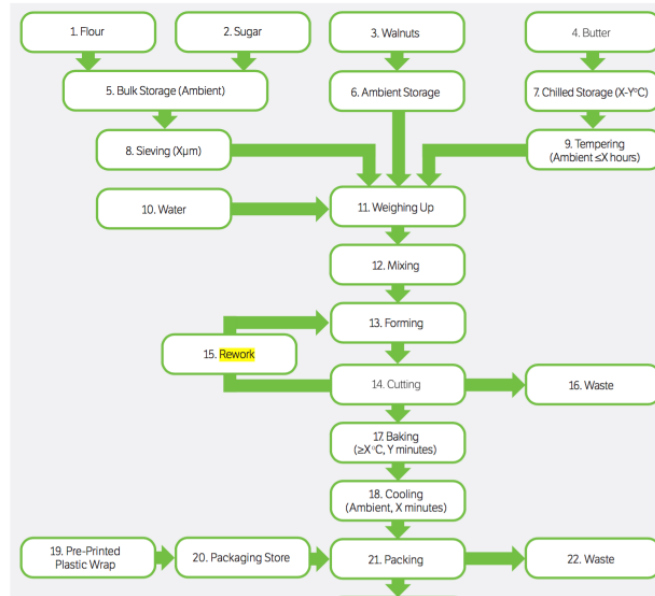 1. Flour
2. Sugar
3. Walnuts
4. Butter
5. Bulk Storage (Ambient)
6. Ambient Storage
7. Chilled Storage (X-Y°C)
8. Sieving (Xµm)
9. Tempering
(Ambient ≤X hours)
10. Water
11. Weighing Up
12. Mixing
13. Forming
15. Rework
14. Cutting
16. Waste
17. Baking
(≥X°C, Y minutes)
18. Cooling
(Ambient, X minutes)
19. Pre-Printed
Plastic Wrap
20. Packaging Store
21. Packing
22. Waste